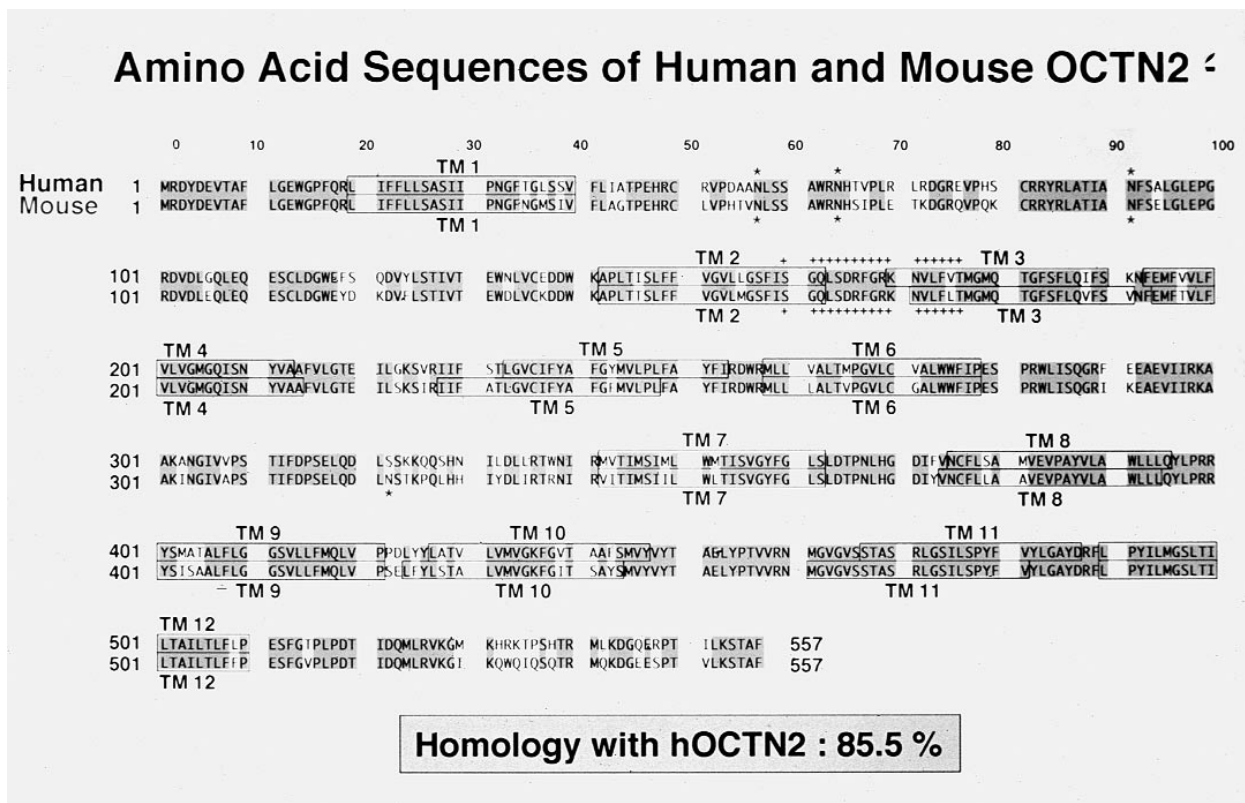 Amino Acid Sequences of Human and Mouse OCTN2
0 10 20 30 40 50 60 70 80 90 100
TM 1
Human 1 MRDYDEVTAF LGEWGPFQRL IFFLLSASII PNGFTGLSSV FLIATPEHRC RVPDAANLSS AWRNHTVPLR LRDGREVPHS CRRYRLATIA NFSALGLEPG
Mouse 1 MRDYDEVTAF LGEWGPFQRL IFFLLSASII PNGFNGMSIV FLAGTPEHRC LVPHTVNLSS AWRNHSIPLE TKDGRQVPQK CRRYRLATIA NFSELGLEPG
TM 1 * * *
TM 2 + ++++++++++ ++++++ TM 3
101 RDVDLGQLEQ ESCLDGWEFS QDVYLSTIVT EWNLVCEDDW KAPLTISLFF VGVLLGSFIS GQLSDRFGRK NVLFVTMGMQ TGFSFLQIFS KNFEMFVVLF
101 RDVDLEQLEQ ESCLDGWEYD KDVFLSTIVT EWDLVCKDDW KAPLTTSLFF VGVLMGSFIS GQLSDRFGRK NVLFLTMGMQ TGFSFLQVFS VNFEMFTVLF
TM 2 + ++++++++++ ++++++ TM 3
TM 4 TM 5 TM 6
201 VLVGMGQISN YVAAFVLGTE ILGKSVRIIF STLGVCIFYA FGYMVLPLFA YFIRDWRMLL VALTMPGVLC VALWWFIPES PRWLISQGRF EEAEVIIRKA
201 VLVGMGQISN YVAAFVLGTE ILSKSIRIIF ATLGVCIFYA FGFMVLPLFA YFIRDWRMLL LALTVPGVLC GALWWFIPES PRWLISQGRI KEAEVIIRKA
TM 4 TM 5 TM 6
TM 7 TM 8
301 AKANGIVVPS TIFDPSELQD LSSKKQQSHN ILDLLRTWNI RMVTIMSIML WMTISVGYFG LSLDTPNLHG DIFVNCFLSA MVEVPAYVLA WLLLQYLPRR
301 AKINGIVAPS TIFDPSELQD LNSTKPQLHH IYDLIRTRNI RVITIMSIIL WLTISVGYFG LSLDTPNLHG DIYVNCFLLA AVEVPAYVLA WLLLQYLPRR
* TM 7 TM 8
TM 9 TM 10 TM 11
401 YSMATALFLG GSVLLFMQLV PPDLYYLATV LVMVGKFGVT AAFSMVYVYT AELYPTVVRN MGVGVSSTAS RLGSILSPYF VYLGAYDRFL PYILMGSLTI
401 YSISAALFLG GSVLLFMQLV PSELFYLSTA LVMVGKFGIT SAYSMVYVYT AELYPTVVRN MGVGVSSTAS RLGSILSPYF VYLGAYDRFL PYILMGSLTI
TM 9 TM 10 TM 11
TM 12
501 LTAILTLFLP ESFGTPLPDT IDQMLRVKGM KHRKTPSHTR MLKDGQERPT ILKSTAF 557
501 LTAILTLFFP ESFGVPLPDT IDQMLRVKGI KQWQIQSQTR MQKDGEESPT VLKSTAF 557
TM 12
Homology with hOCTN2 : 85.5 %